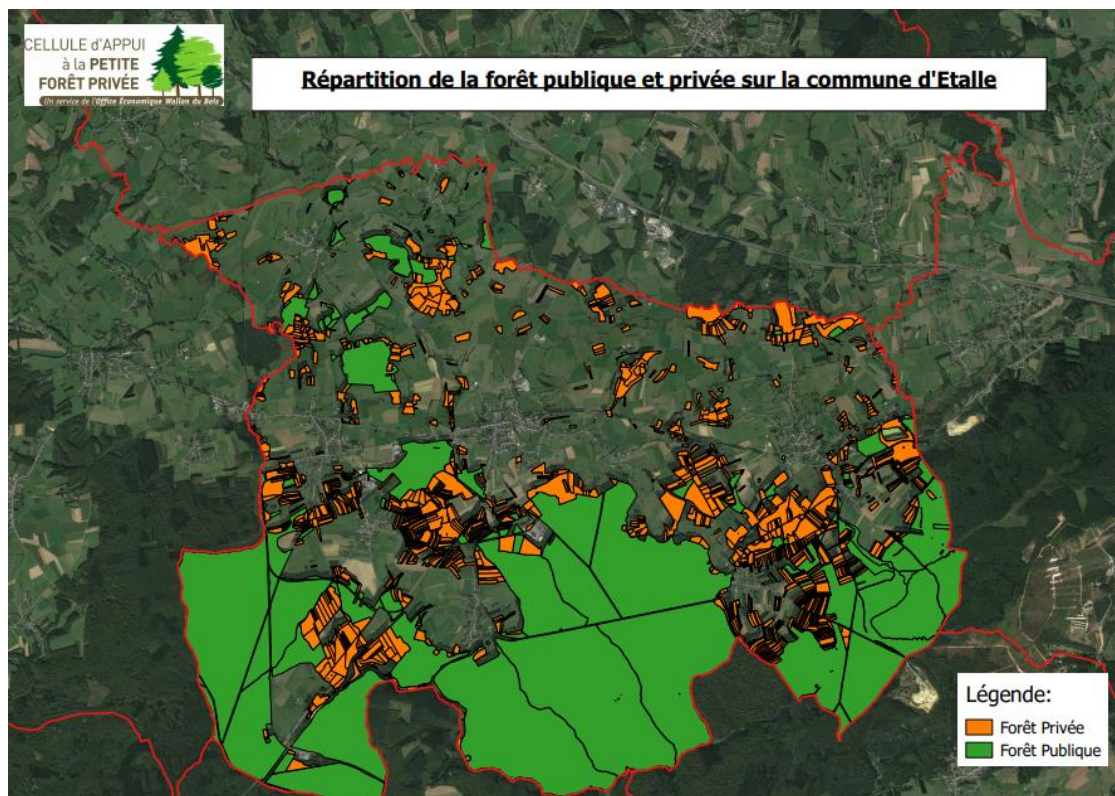 CELLULE d'APPUI
à la PETITE
FORÊT PRIVÉE
Un service de l'Office Économique Wallon du Bois
Répartition de la forêt publique et privée sur la commune d'Etalle
Légende:
Forêt Privée
Forêt Publique